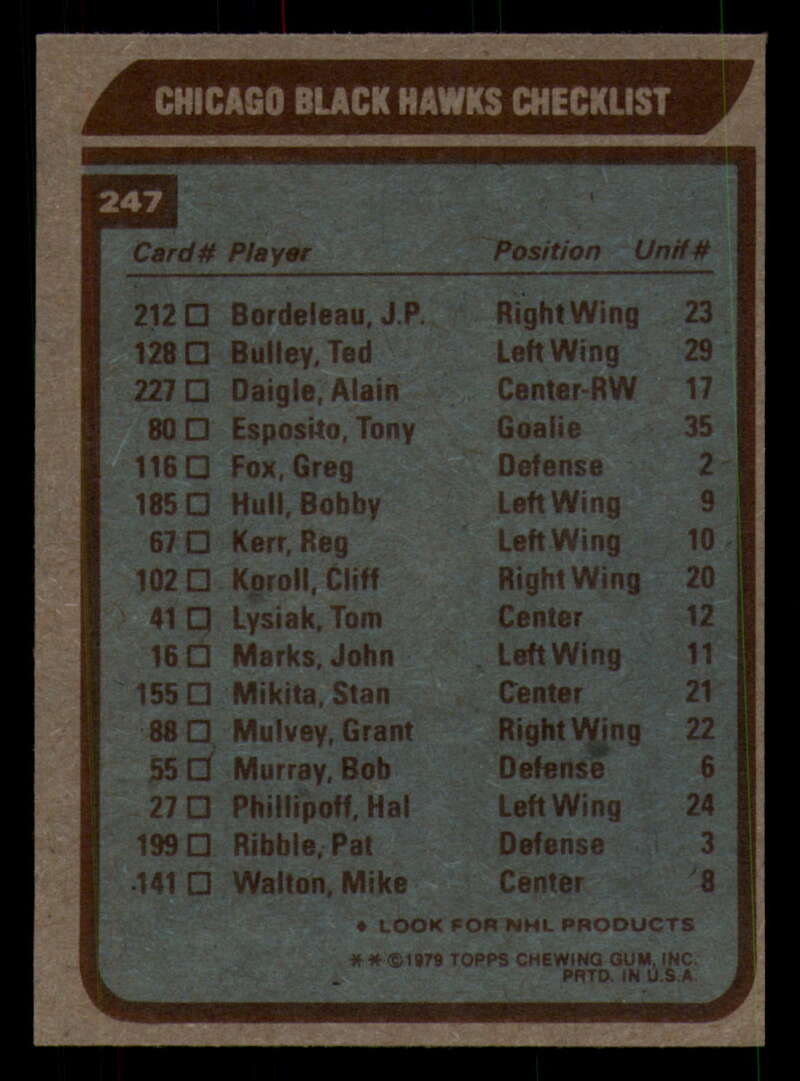 CHICAGO BLACK HAWKS CHECKLIST
247
Card# Player Position Unif#
212 Bordeleau, J.P. Right Wing 23
128 Bulley, Ted Left Wing 29
227 Daigle, Alain Center-RW 17
80 Esposito, Tony Goalie 35
116 Fox, Greg Defense 2
185 Hull, Bobby Left Wing 9
67 Kerr, Reg Left Wing 10
102 Koroll, Cliff Right Wing 20
41 Lysiak, Tom Center 12
16 Marks, John Left Wing 11
155 Mikita, Stan Center 21
88 Mulvey, Grant Right Wing 22
55 Murray, Bob Defense 6
27 Phillipoff, Hal Left Wing 24
199 Ribble, Pat Defense 3
141 Walton, Mike Center 8
♦ LOOK FOR NHL PRODUCTS
** ©1979 TOPPS CHEWING GUM, INC.
PRTD. IN U.S.A.